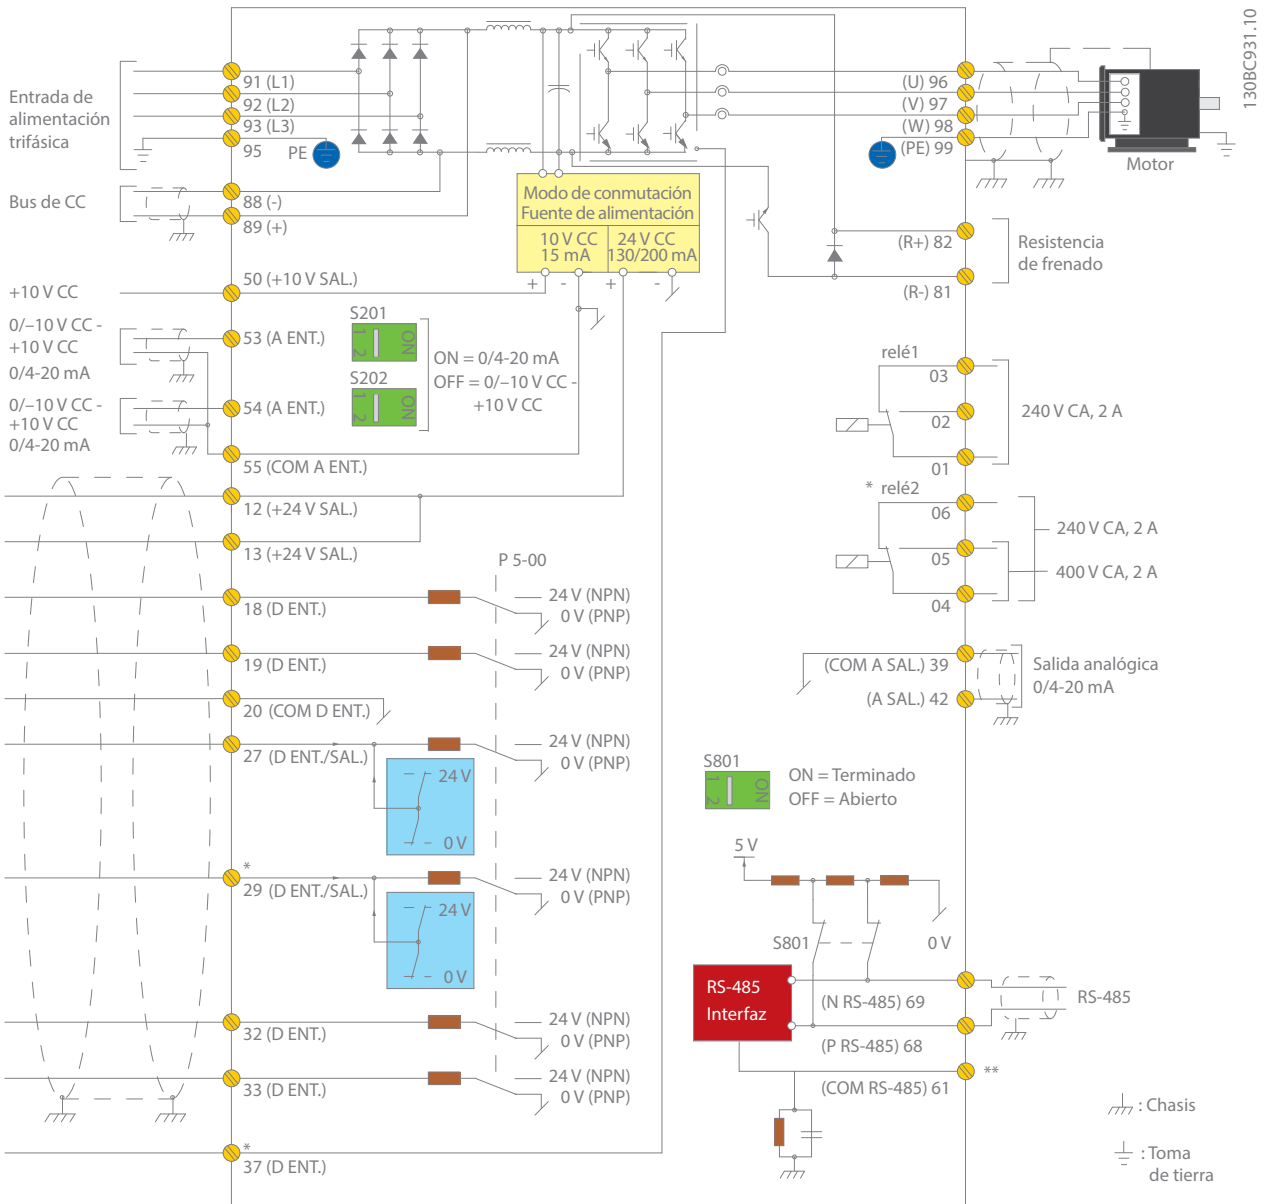 130BC931.10
Entrada de
alimentación
trifásica
91 (L1)
92 (L2)
93 (L3)
95
PE
Bus de CC
88 (-)
89 (+)
Modo de conmutación
Fuente de alimentación
10 V CC
15 mA
24 V CC
130/200 mA
+ - + -
+10 V CC
50 (+10 V SAL.)
0/–10 V CC -
+10 V CC
0/4-20 mA
53 (A ENT.)
S201
1 2
ON
S202
1 2
ON
ON = 0/4-20 mA
OFF = 0/–10 V CC -
+10 V CC
0/–10 V CC -
+10 V CC
0/4-20 mA
54 (A ENT.)
55 (COM A ENT.)
12 (+24 V SAL.)
13 (+24 V SAL.)
P 5-00
18 (D ENT.)
24 V (NPN)
0 V (PNP)
19 (D ENT.)
24 V (NPN)
0 V (PNP)
20 (COM D ENT.)
27 (D ENT./SAL.)
24 V (NPN)
0 V (PNP)
24 V
0 V
*
29 (D ENT./SAL.)
24 V (NPN)
0 V (PNP)
24 V
0 V
32 (D ENT.)
24 V (NPN)
0 V (PNP)
33 (D ENT.)
24 V (NPN)
0 V (PNP)
*
37 (D ENT.)
(U) 96
(V) 97
(W) 98
(PE) 99
Motor
(R+) 82
(R-) 81
Resistencia
de frenado
relé1
03
02
01
240 V CA, 2 A
* relé2
06
05
04
240 V CA, 2 A
400 V CA, 2 A
(COM A SAL.) 39
(A SAL.) 42
Salida analógica
0/4-20 mA
S801
1 2
ON
ON = Terminado
OFF = Abierto
5 V
S801
0 V
RS-485
Interfaz
(N RS-485) 69
(P RS-485) 68
(COM RS-485) 61
**
RS-485
: Chasis
: Toma
de tierra